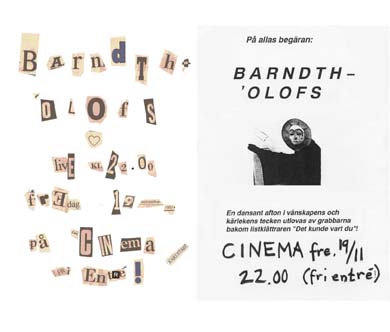 BarndTh-
OlOfS
livE Kl. 22.00
frEdag
på CINema
fri EnTré!
På allas begäran:
BARNDTH–
'OLOFS
En dansant afton i vänskapens och
kärlekens tecken utlovas av grabbarna
bakom listklättraren "Det kunde vart du"!
CINEMA fre. 19/11
22.00 (fri entré)